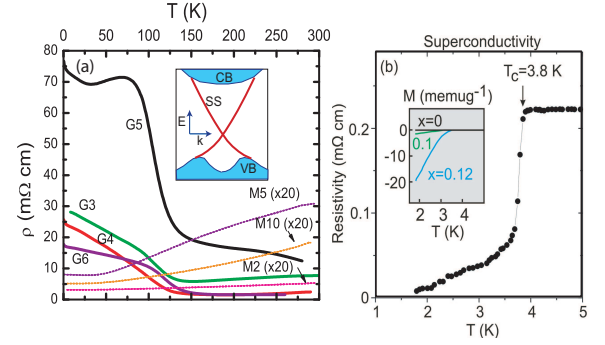 T (K)
0 50 100 150 200 250 300
80
70
60
50
40
30
20
10
0
ρ (mΩ cm)
(a)
G5
G3
G4
G6
CB
SS
E
k
VB
M5 (x20)
M10 (x20)
M2 (x20)
Superconductivity
(b)
T_C=3.8 K
M (memug⁻¹)
x=0
0
0.1
-10
x=0.12
-20
2 3 4
T (K)
0.2
0.1
0
Resistivity (mΩ cm)
1 2 3 4 5
T (K)